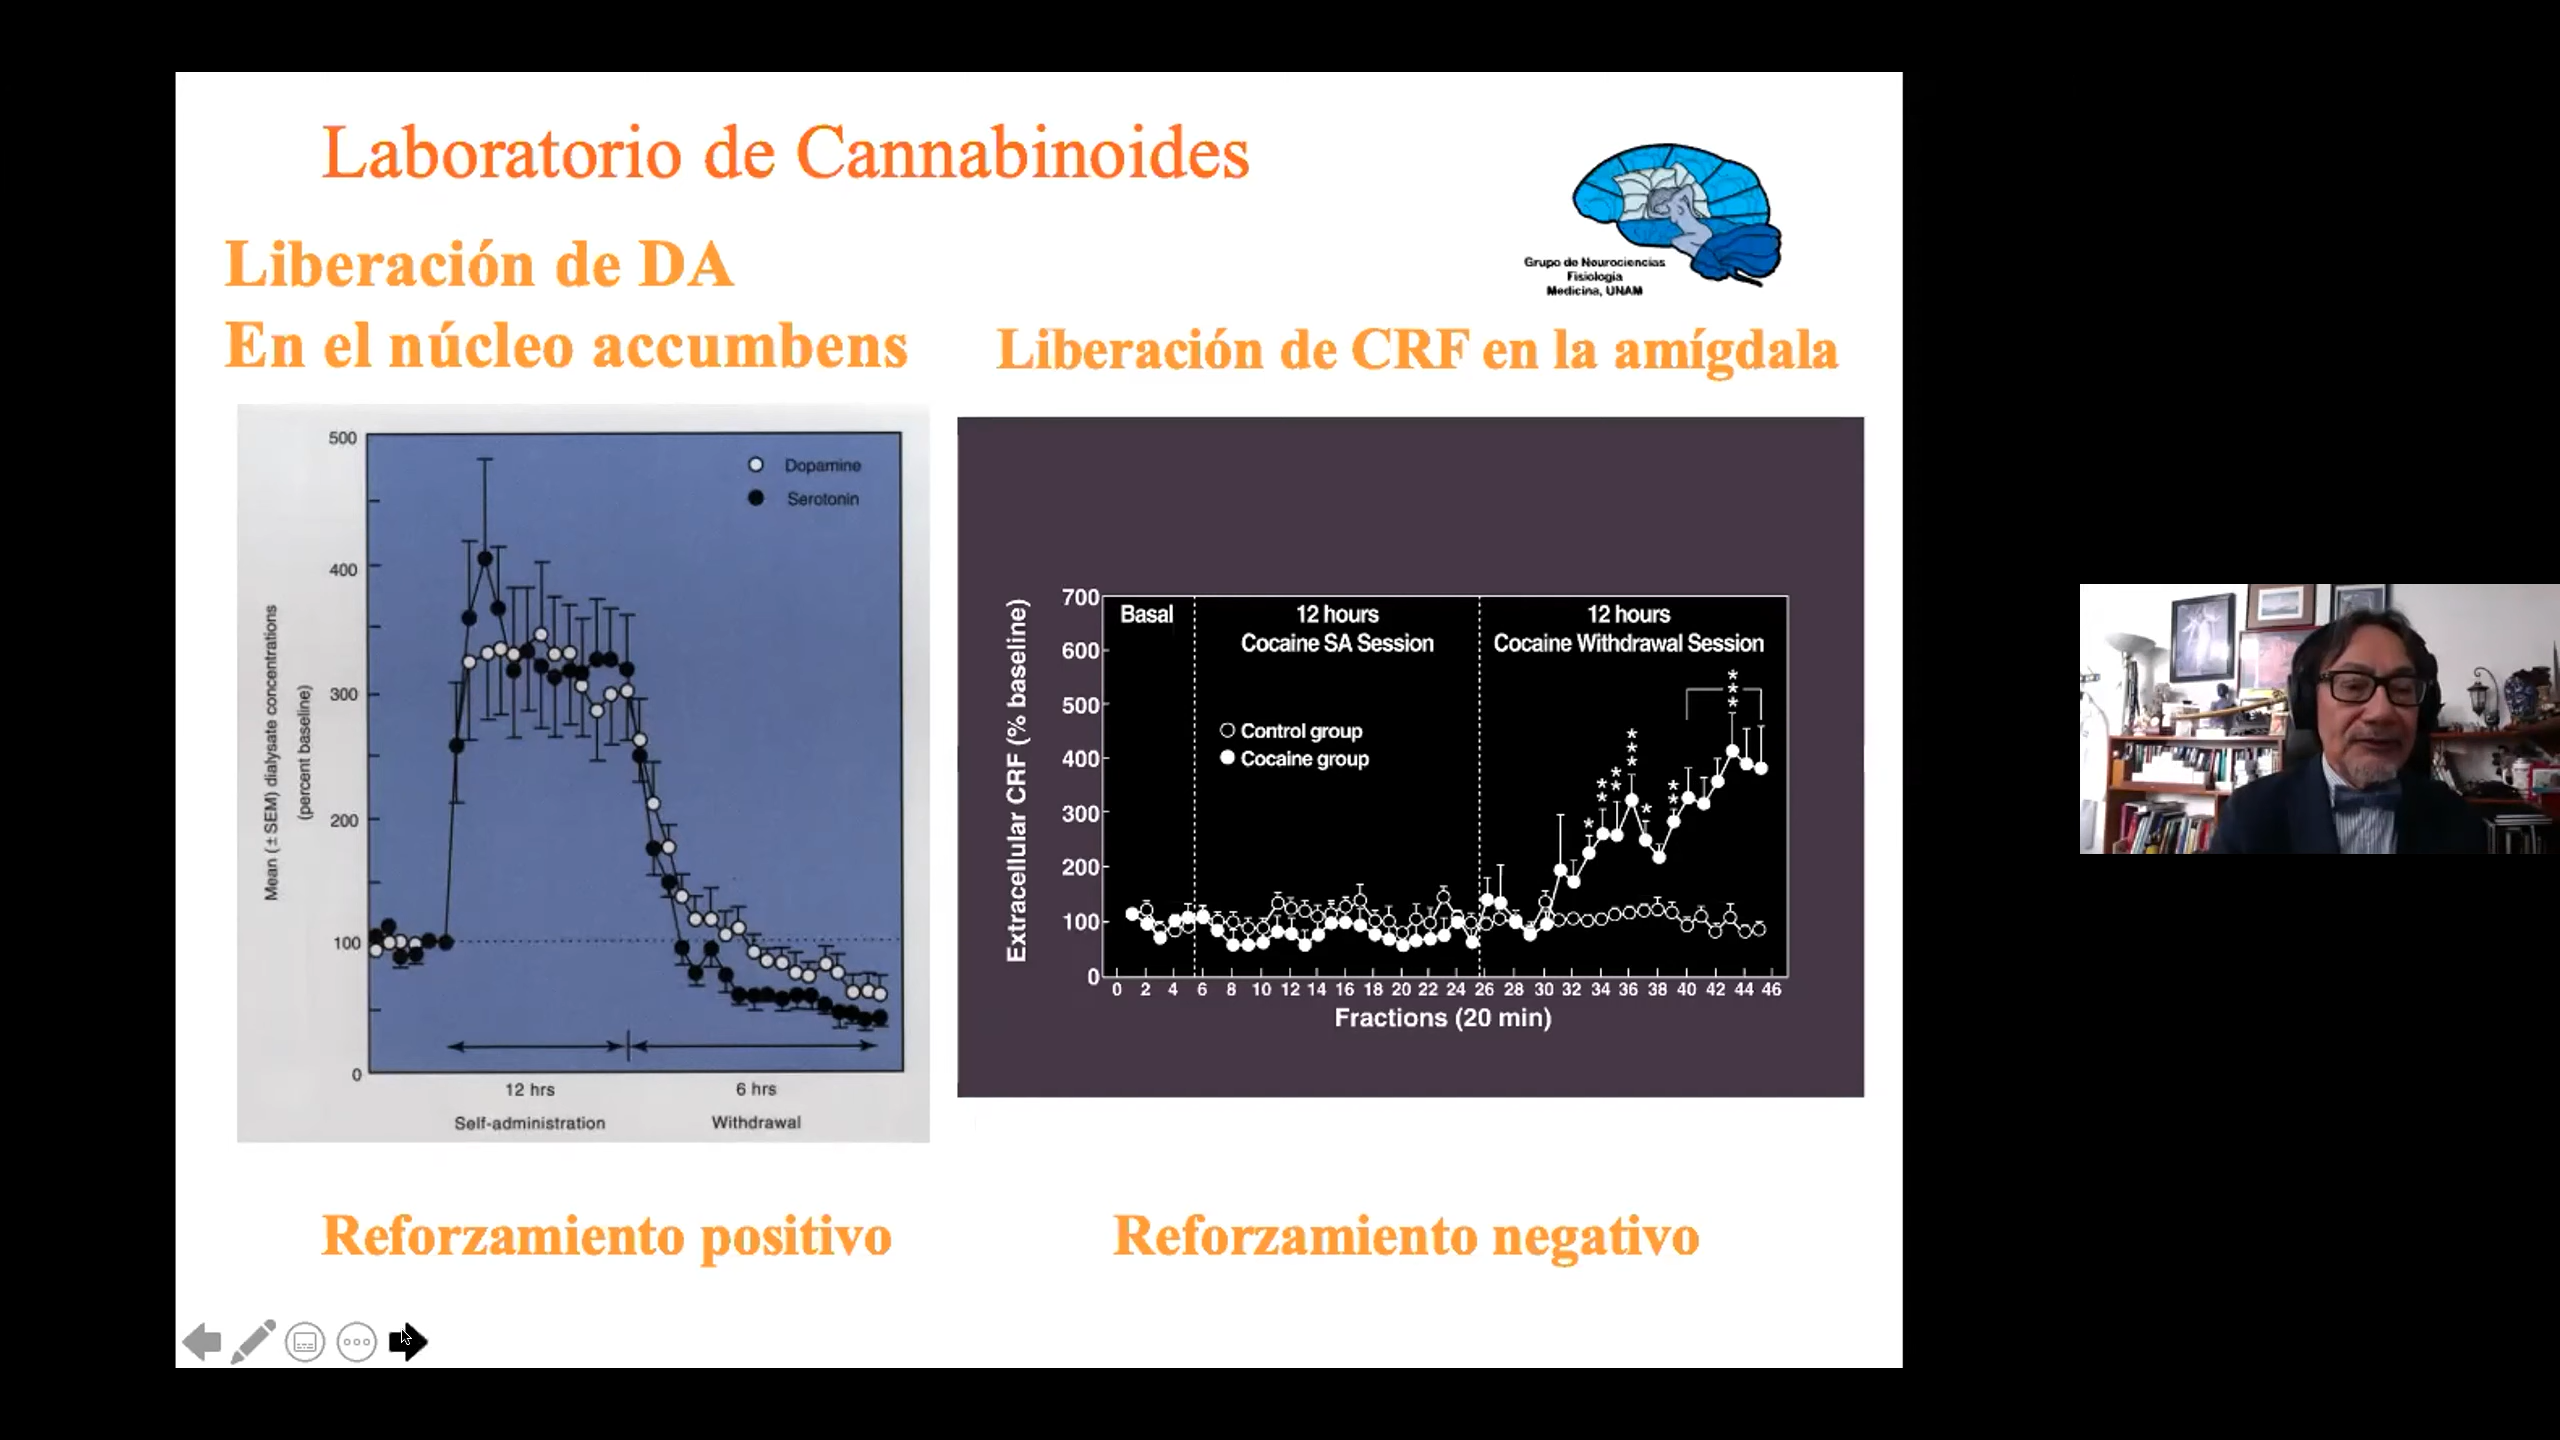 Laboratorio de Cannabinoides
Grupo de Neurociencias
Fisiología
Medicina, UNAM
Liberación de DA
En el núcleo accumbens
Liberación de CRF en la amígdala
Mean (± SEM) dialysate concentrations
(percent baseline)
500
400
300
200
100
0
Dopamine
Serotonin
12 hrs
6 hrs
Self-administration
Withdrawal
Extracellular CRF (% baseline)
700
600
500
400
300
200
100
0
Basal
12 hours
Cocaine SA Session
12 hours
Cocaine Withdrawal Session
Control group
Cocaine group
*
**
**
***
*
**
***
0 2 4 6 8 10 12 14 16 18 20 22 24 26 28 30 32 34 36 38 40 42 44 46
Fractions (20 min)
Reforzamiento positivo
Reforzamiento negativo